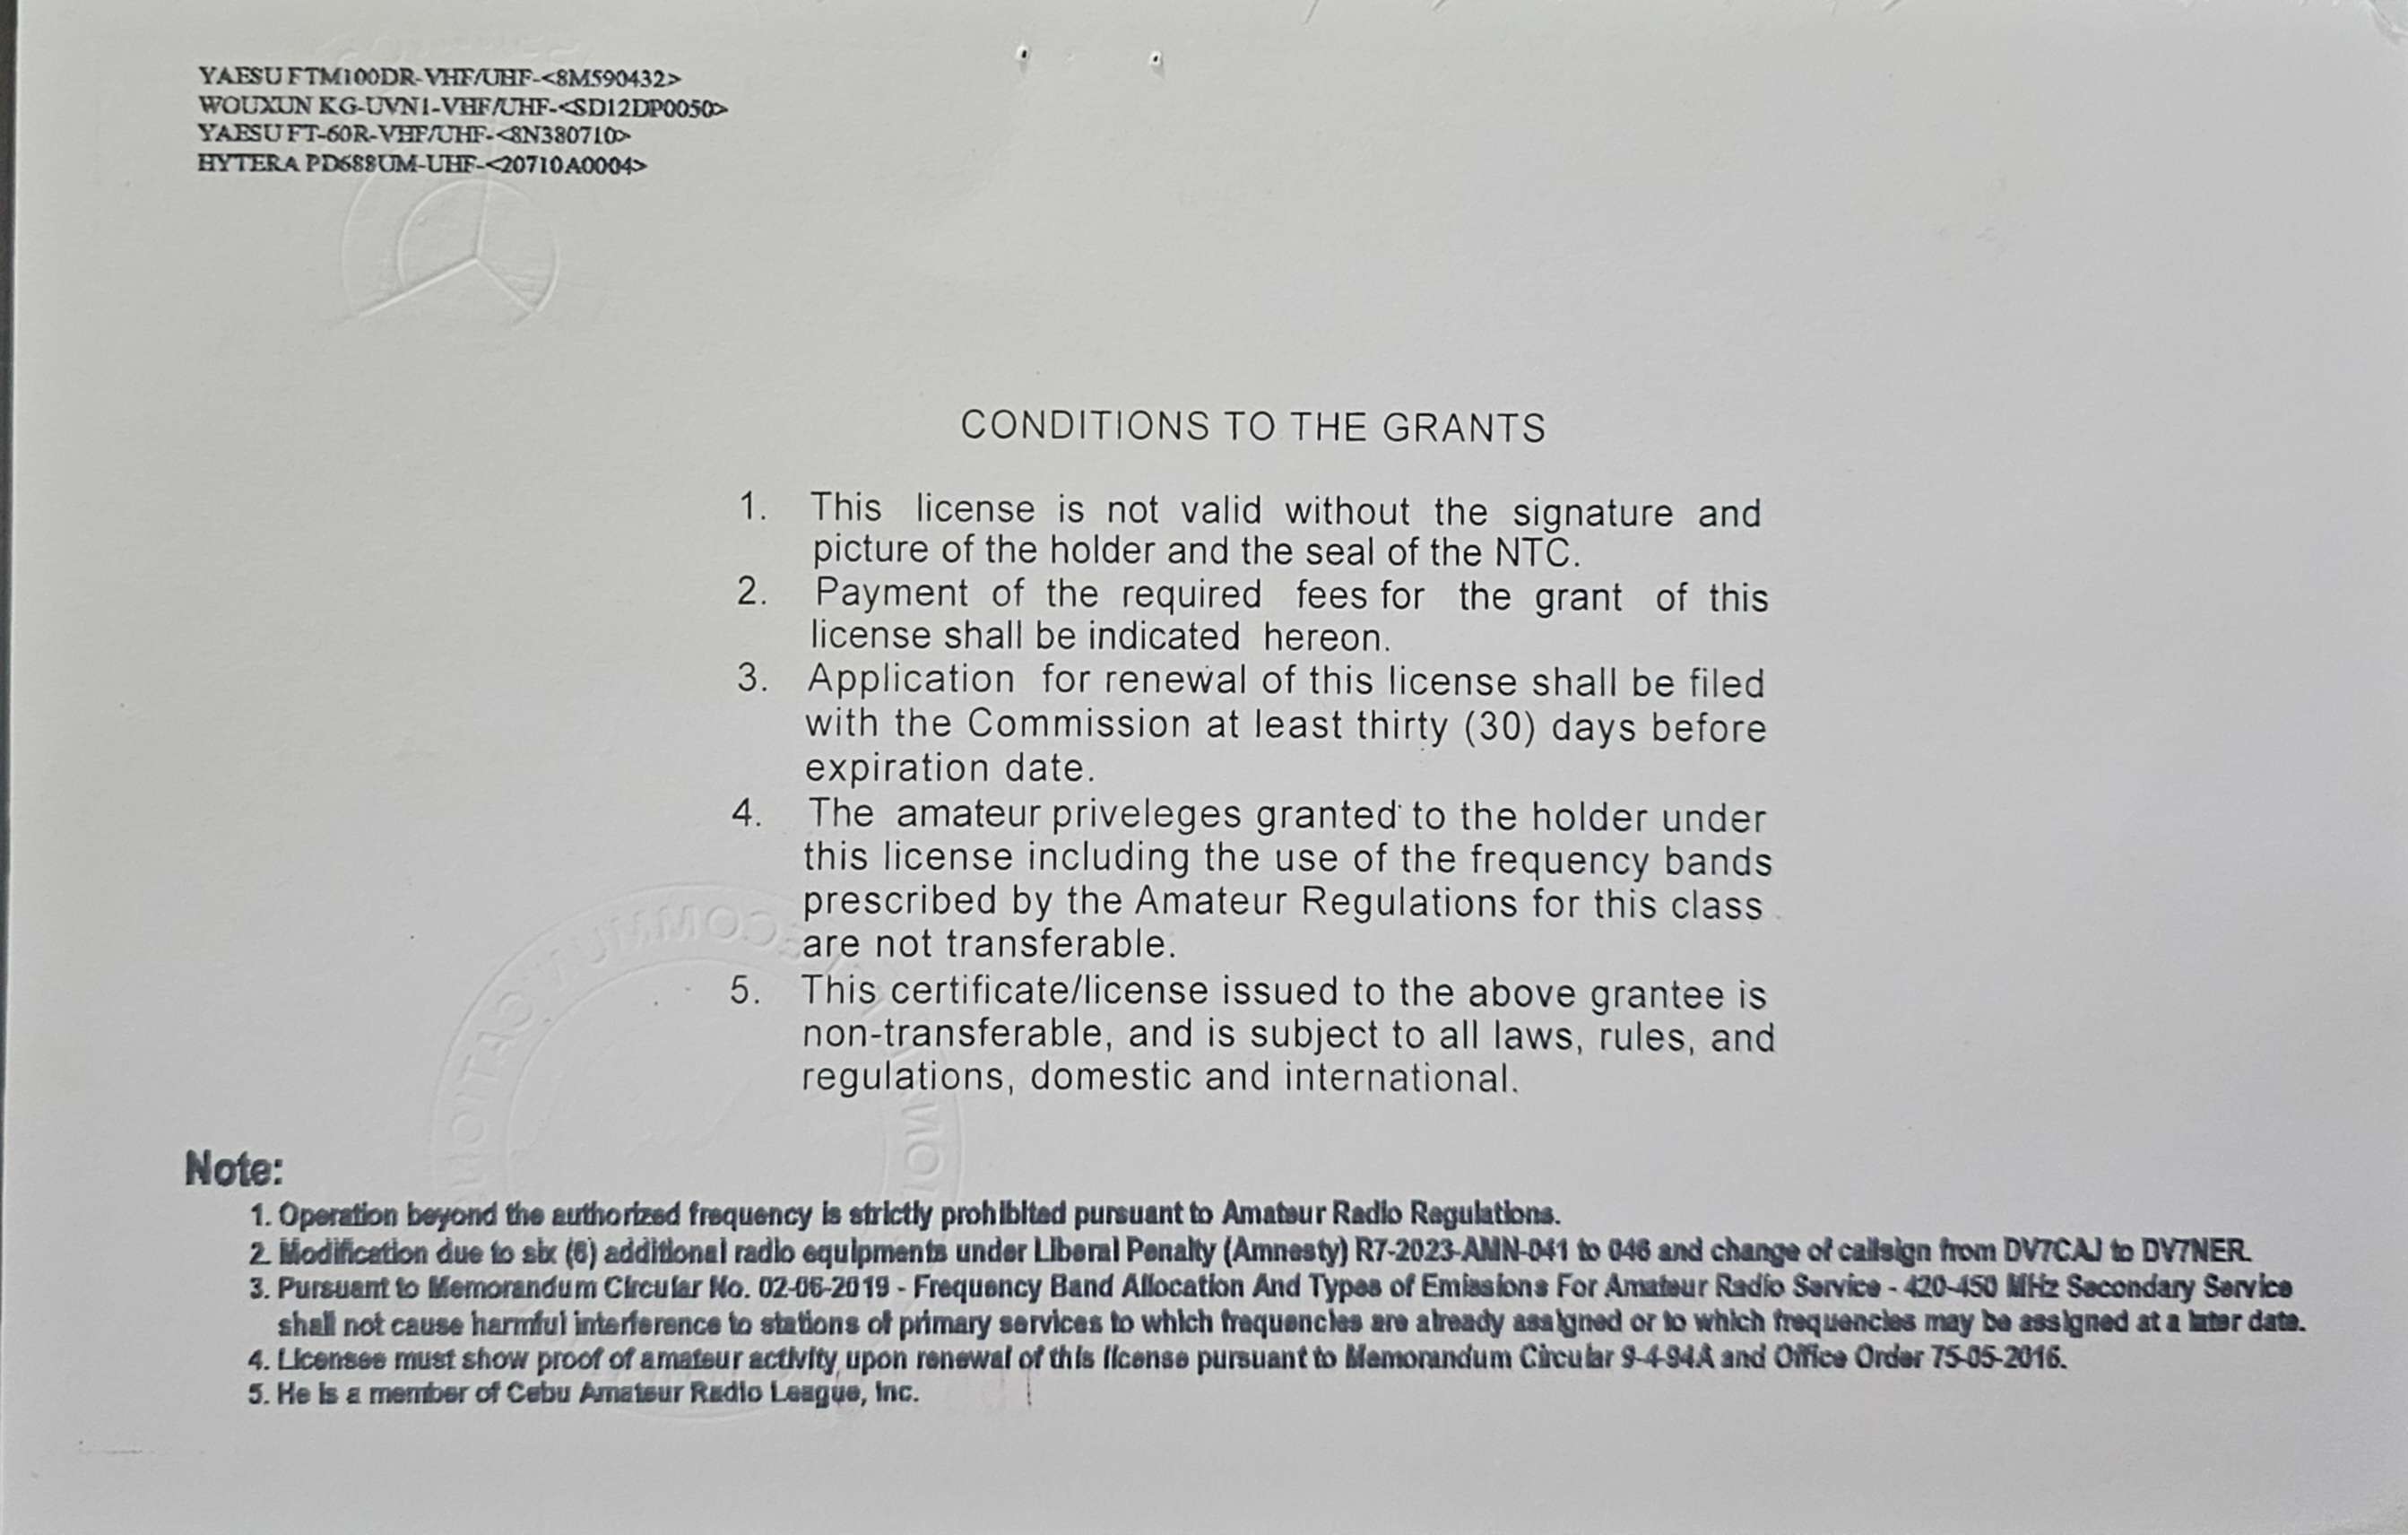 YAESU FTM100DR-VHF/UHF-<8M590432>
WOUXUN KG-UVN1-VHF/UHF-<SD12DP0050>
YAESU FT-60R-VHF/UHF-<8N380710>
HYTERA PD688UM-UHF-<20710A0004>
CONDITIONS TO THE GRANTS
1. This license is not valid without the signature and
picture of the holder and the seal of the NTC.
2. Payment of the required fees for the grant of this
license shall be indicated hereon.
3. Application for renewal of this license shall be filed
with the Commission at least thirty (30) days before
expiration date.
4. The amateur priveleges granted to the holder under
this license including the use of the frequency bands
prescribed by the Amateur Regulations for this class
are not transferable.
5. This certificate/license issued to the above grantee is
non-transferable, and is subject to all laws, rules, and
regulations, domestic and international.
Note:
1. Operation beyond the authorized frequency is strictly prohibited pursuant to Amateur Radio Regulations.
2. Modification due to six (6) additional radio equipments under Liberal Penalty (Amnesty) R7-2023-AMN-041 to 046 and change of callsign from DV7CAJ to DV7NER.
3. Pursuant to Memorandum Circular No. 02-06-2019 - Frequency Band Allocation And Types of Emissions For Amateur Radio Service - 420-450 MHz Secondary Service
shall not cause harmful interference to stations of primary services to which frequencies are already assigned or to which frequencies may be assigned at a later date.
4. Licensee must show proof of amateur activity upon renewal of this license pursuant to Memorandum Circular 9-4-94A and Office Order 75-05-2016.
5. He is a member of Cebu Amateur Radio League, Inc.